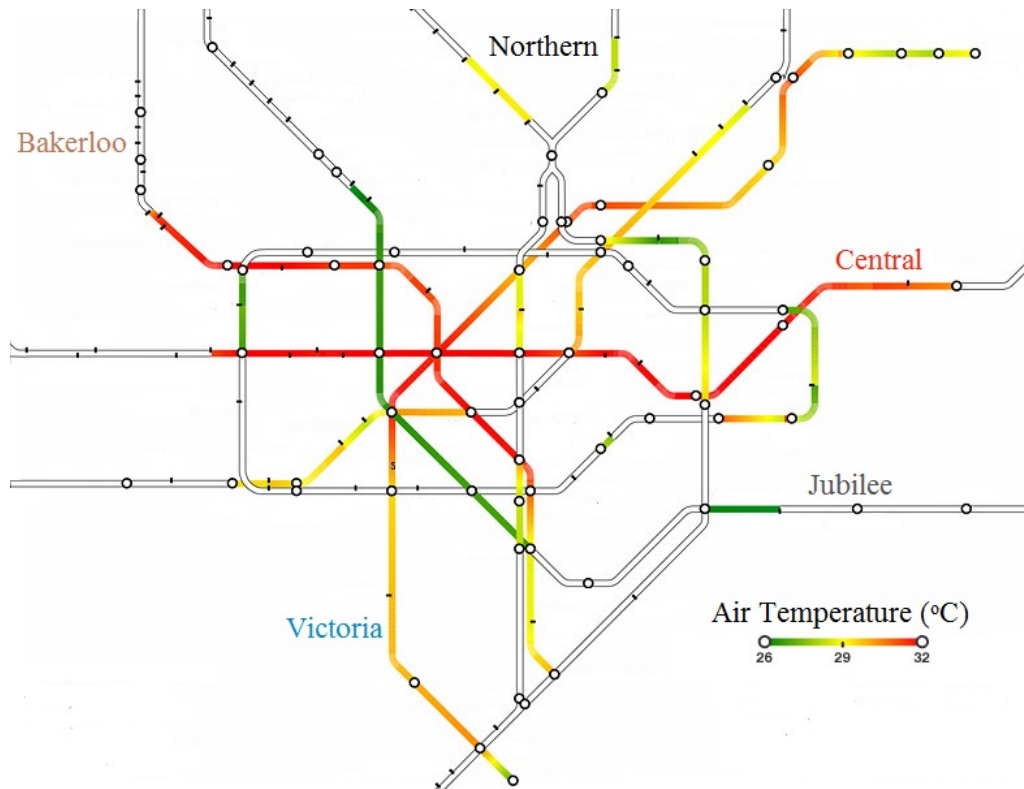 Northern
Bakerloo
Central
S
Jubilee
Victoria
Air Temperature (ºC)
26 29 32